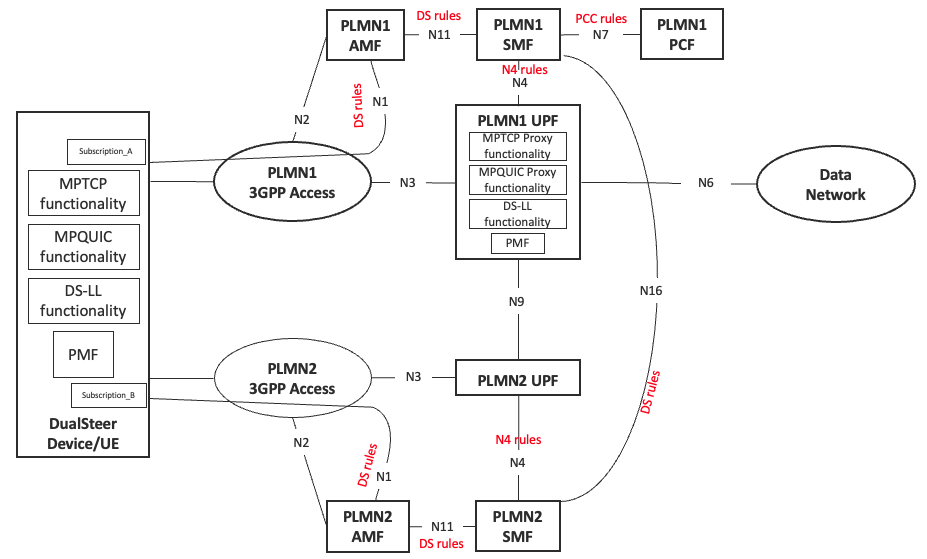 PLMN1
AMF
DS rules
N11
PLMN1
SMF
PCC rules
N7
PLMN1
PCF
N4 rules
N4
DS rules
N1
N2
PLMN1 UPF
MPTCP Proxy
functionality
MPQUIC Proxy
functionality
DS-LL
functionality
PMF
Subscription_A
MPTCP
functionality
MPQUIC
functionality
DS-LL
functionality
PMF
Subscription_B
DualSteer
Device/UE
PLMN1
3GPP Access
N3
N6
Data
Network
N9
N16
PLMN2
3GPP Access
N3
PLMN2 UPF
DS rules
N2
N4 rules
N4
DS rules
N1
PLMN2
AMF
N11
DS rules
PLMN2
SMF